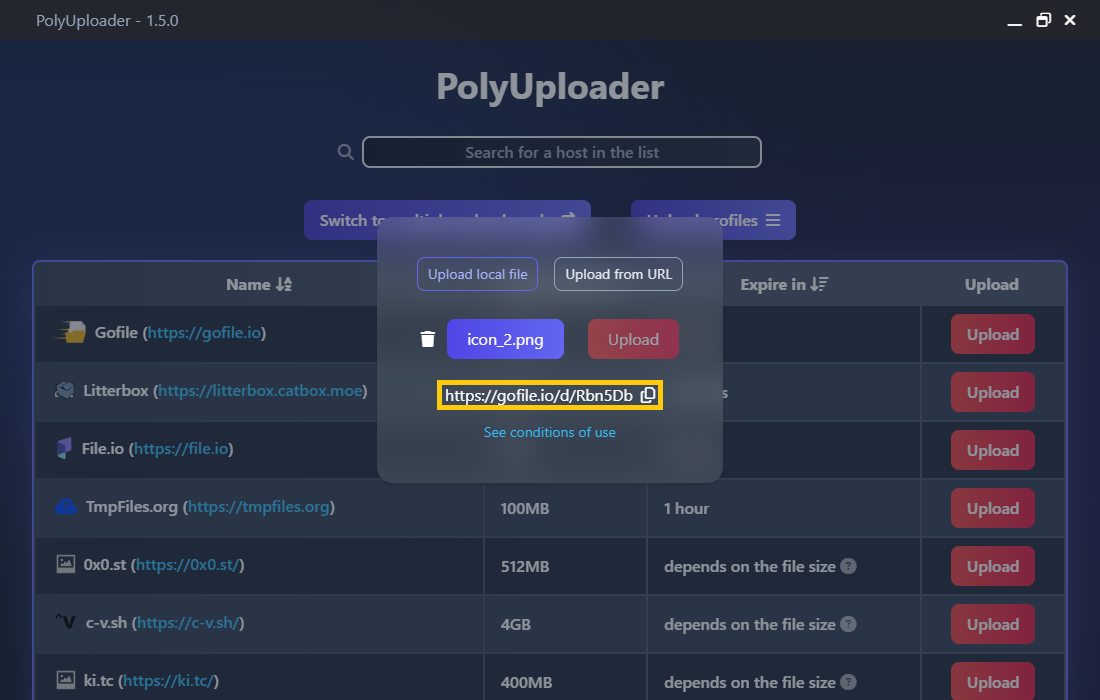 PolyUploader - 1.5.0
PolyUploader
Search for a host in the list
Switch to
Upload local file
Upload from URL
icon_2.png
Upload
https://gofile.io/d/Rbn5Db
See conditions of use
Name
Expire in
Upload
Gofile (https://gofile.io)
Upload
Litterbox (https://litterbox.catbox.moe)
Upload
File.io (https://file.io)
Upload
TmpFiles.org (https://tmpfiles.org)
100MB
1 hour
Upload
0x0.st (https://0x0.st/)
512MB
depends on the file size ?
Upload
c-v.sh (https://c-v.sh/)
4GB
depends on the file size ?
Upload
ki.tc (https://ki.tc/)
400MB
depends on the file size ?
Upload